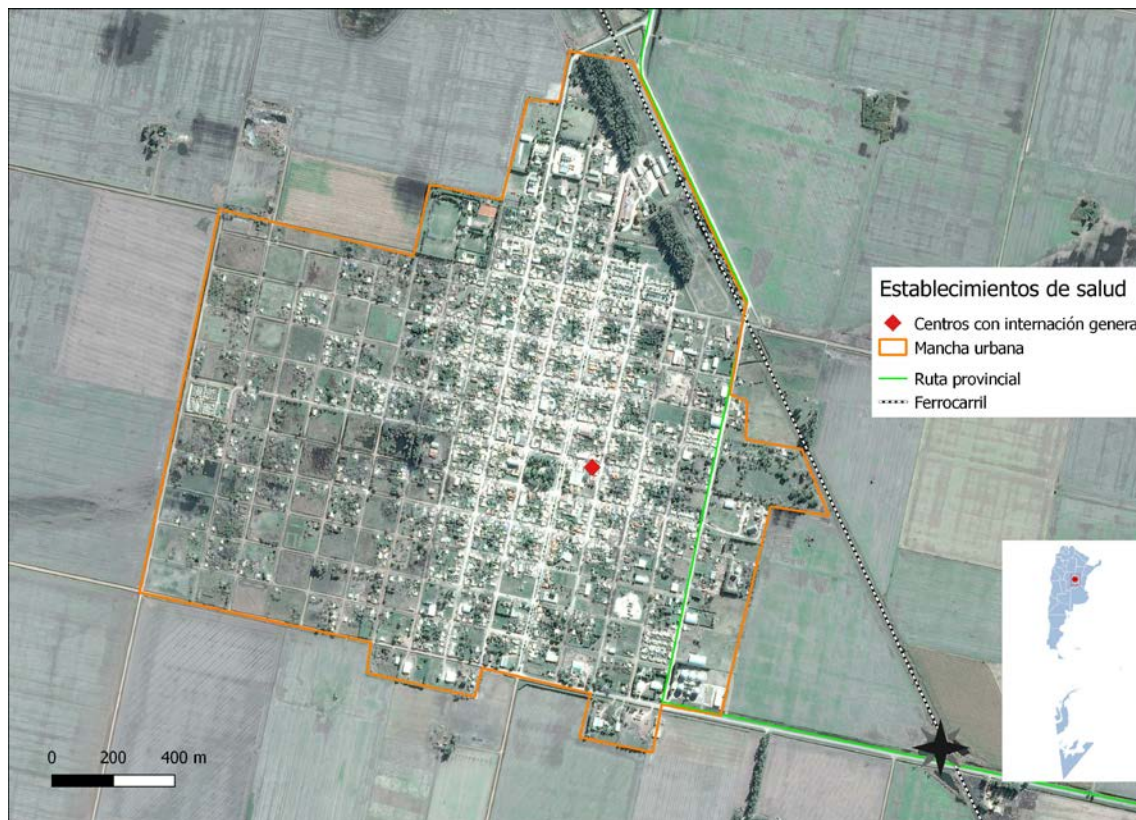 Establecimientos de salud
Centros con internación genera
Mancha urbana
Ruta provincial
Ferrocarril
0 200 400 m